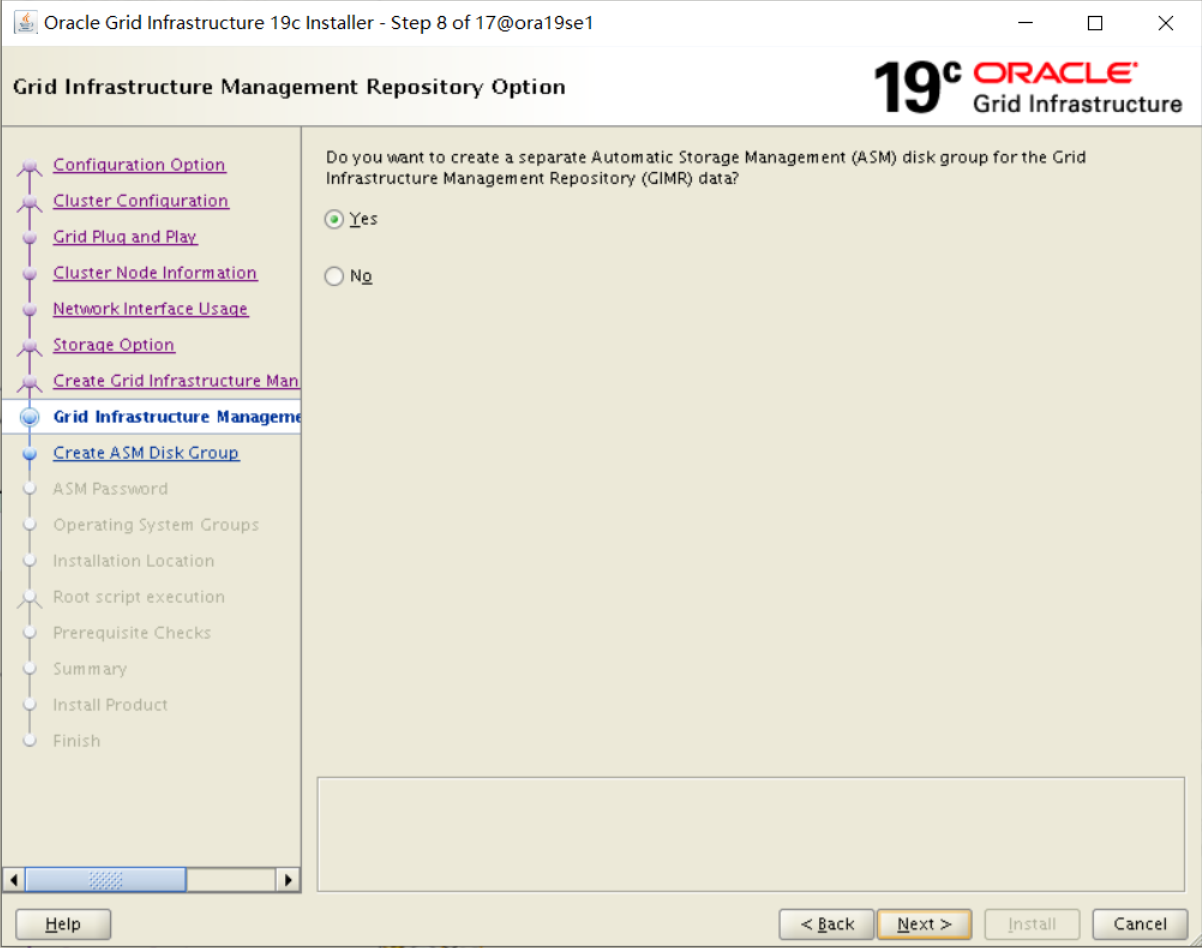 Oracle Grid Infrastructure 19c Installer - Step 8 of 17@ora19se1
Grid Infrastructure Management Repository Option
19c ORACLE
Grid Infrastructure
Configuration Option
Cluster Configuration
Grid Plug and Play
Cluster Node Information
Network Interface Usage
Storage Option
Create Grid Infrastructure Man
Grid Infrastructure Manageme
Create ASM Disk Group
ASM Password
Operating System Groups
Installation Location
Root script execution
Prerequisite Checks
Summary
Install Product
Finish
Do you want to create a separate Automatic Storage Management (ASM) disk group for the Grid
Infrastructure Management Repository (GIMR) data?
Yes
No
Help
< Back
Next >
Install
Cancel